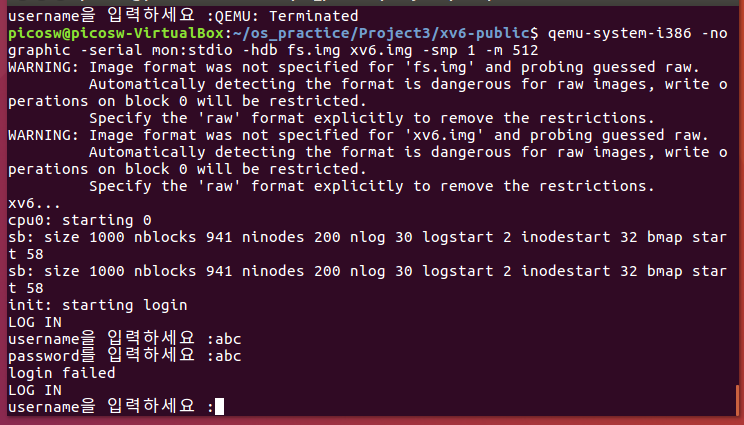 username을 입력하세요 :QEMU: Terminated
picosw@picosw-VirtualBox:~/os_practice/Project3/xv6-public$ qemu-system-i386 -no
graphic -serial mon:stdio -hdb fs.img xv6.img -smp 1 -m 512
WARNING: Image format was not specified for 'fs.img' and probing guessed raw.
         Automatically detecting the format is dangerous for raw images, write o
perations on block 0 will be restricted.
         Specify the 'raw' format explicitly to remove the restrictions.
WARNING: Image format was not specified for 'xv6.img' and probing guessed raw.
         Automatically detecting the format is dangerous for raw images, write o
perations on block 0 will be restricted.
         Specify the 'raw' format explicitly to remove the restrictions.
xv6...
cpu0: starting 0
sb: size 1000 nblocks 941 ninodes 200 nlog 30 logstart 2 inodestart 32 bmap star
t 58
sb: size 1000 nblocks 941 ninodes 200 nlog 30 logstart 2 inodestart 32 bmap star
t 58
init: starting login
LOG IN
username을 입력하세요 :abc
password를 입력하세요 :abc
login failed
LOG IN
username을 입력하세요 :